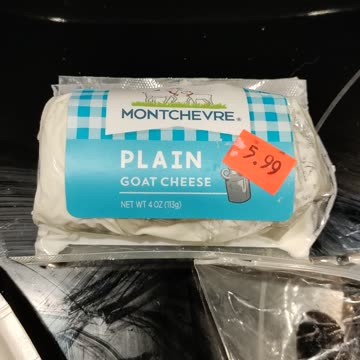 MONTCHEVRE®
PLAIN
GOAT CHEESE
NET WT 4 OZ (113g)
5.99